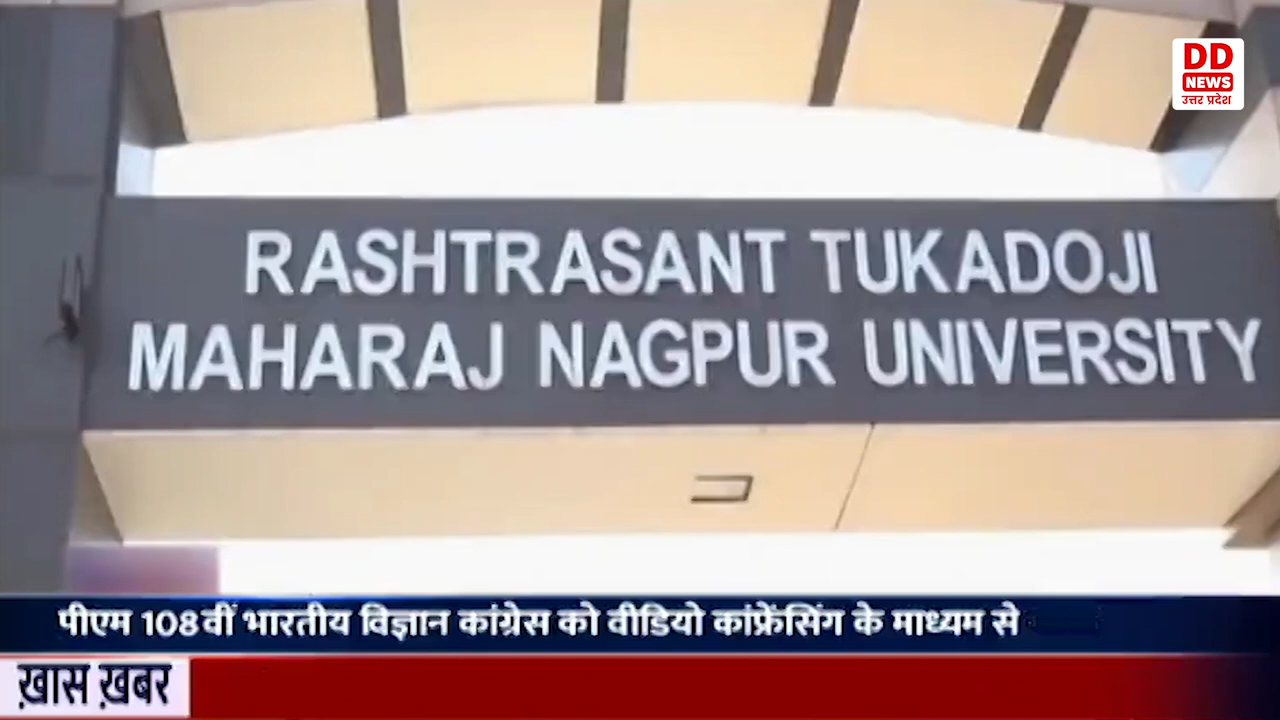 DD
NEWS
उत्तर प्रदेश
RASHTRASANT TUKADOJI
MAHARAJ NAGPUR UNIVERSITY
पीएम 108वीं भारतीय विज्ञान कांग्रेस को वीडियो कांफ्रेंसिंग के माध्यम से
ख़ास ख़बर